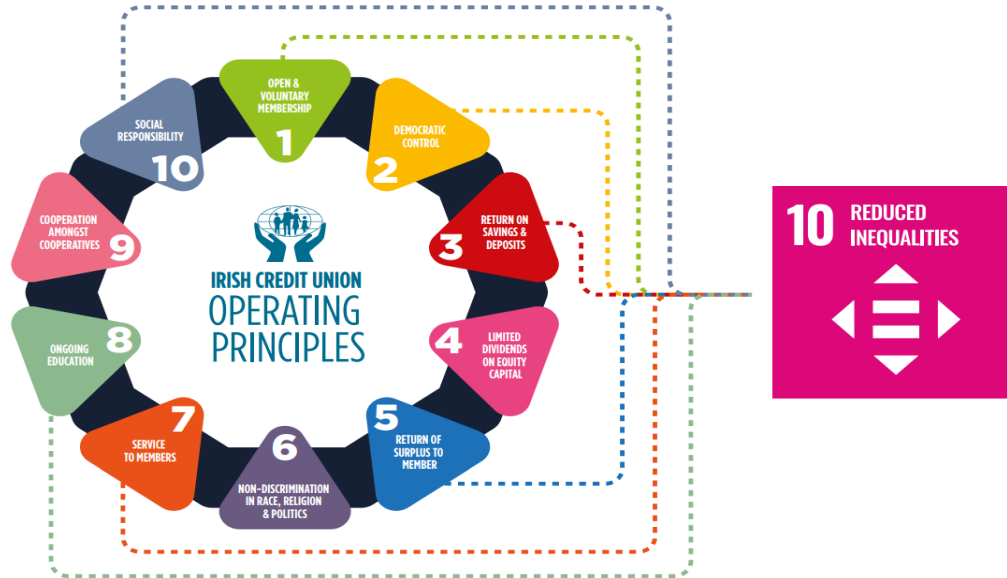 OPEN &
VOLUNTARY
MEMBERSHIP
1
DEMOCRATIC
CONTROL
2
3
RETURN ON
SAVINGS &
DEPOSITS
4
LIMITED
DIVIDENDS
ON EQUITY
CAPITAL
5
RETURN OF
SURPLUS TO
MEMBER
6
NON-DISCRIMINATION
IN RACE, RELIGION
& POLITICS
7
SERVICE
TO MEMBERS
8
ONGOING
EDUCATION
COOPERATION
AMONGST
COOPERATIVES
9
SOCIAL
RESPONSIBILITY
10
IRISH CREDIT UNION
OPERATING
PRINCIPLES
10 REDUCED
INEQUALITIES